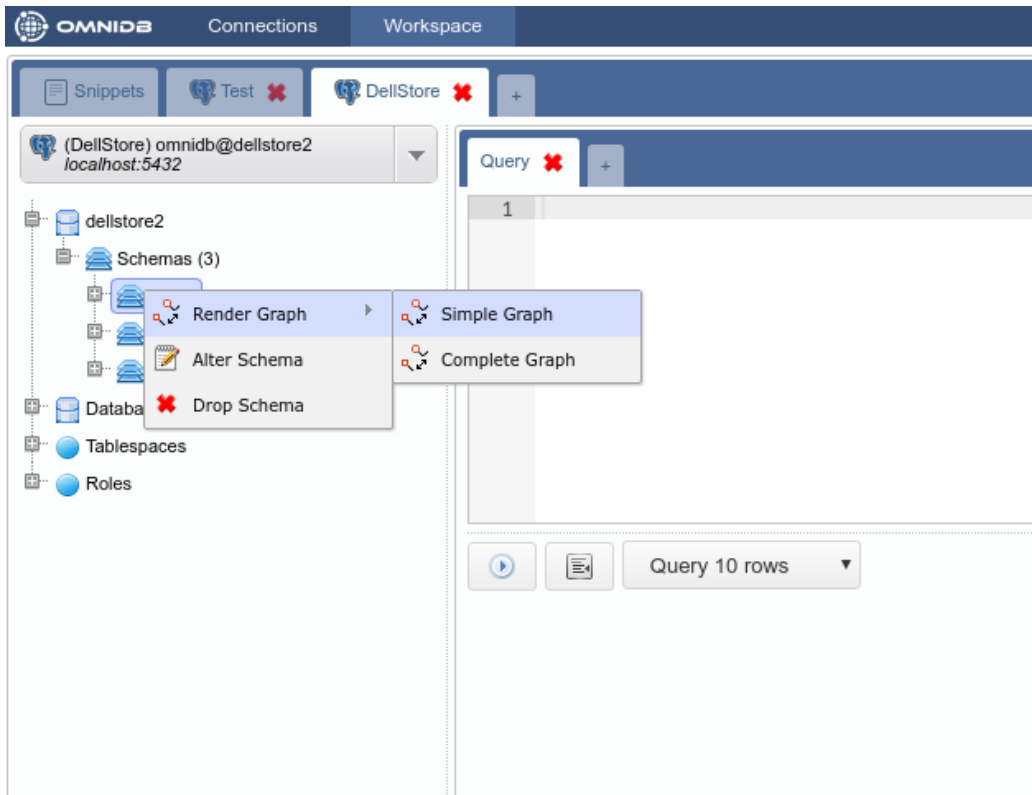 OMNIDB Connections Workspace
Snippets Test DellStore +
(DellStore) omnidb@dellstore2
localhost:5432
Query +
1
dellstore2
Schemas (3)
Render Graph Simple Graph
Alter Schema Complete Graph
Drop Schema
Databa
Tablespaces
Roles
Query 10 rows